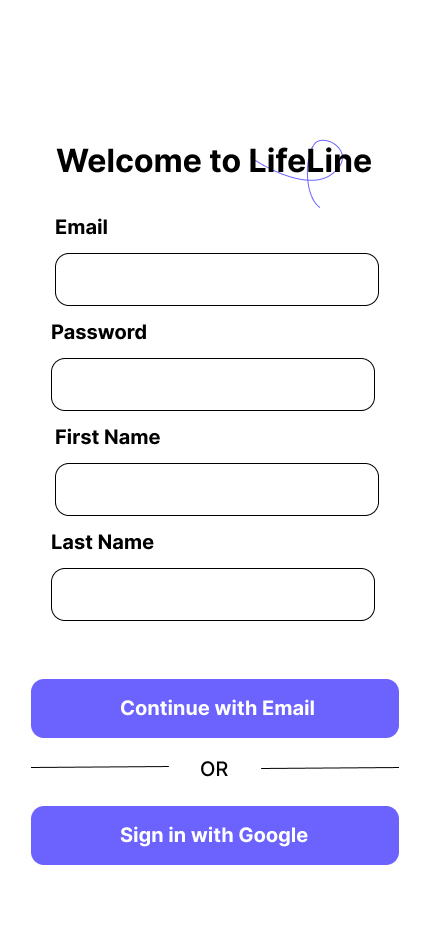 Welcome to LifeLine
Email
Password
First Name
Last Name
Continue with Email
OR
Sign in with Google